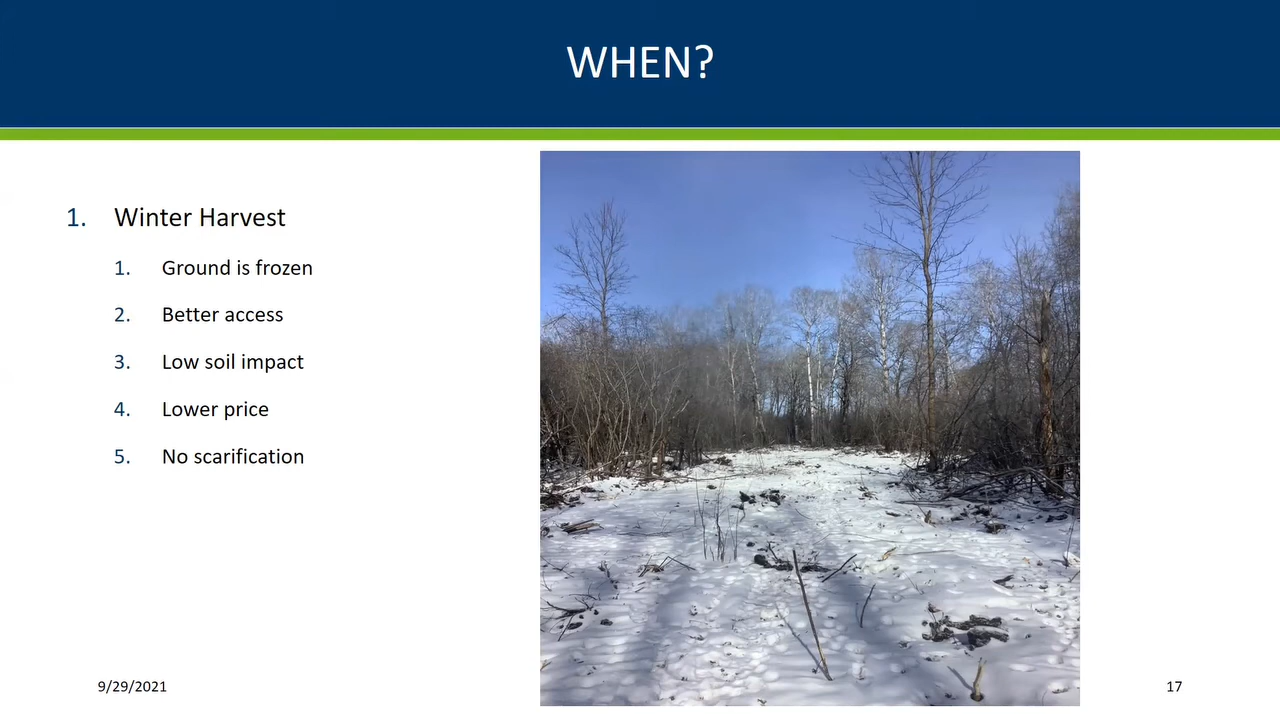 WHEN?
1. Winter Harvest
1. Ground is frozen
2. Better access
3. Low soil impact
4. Lower price
5. No scarification
9/29/2021
17